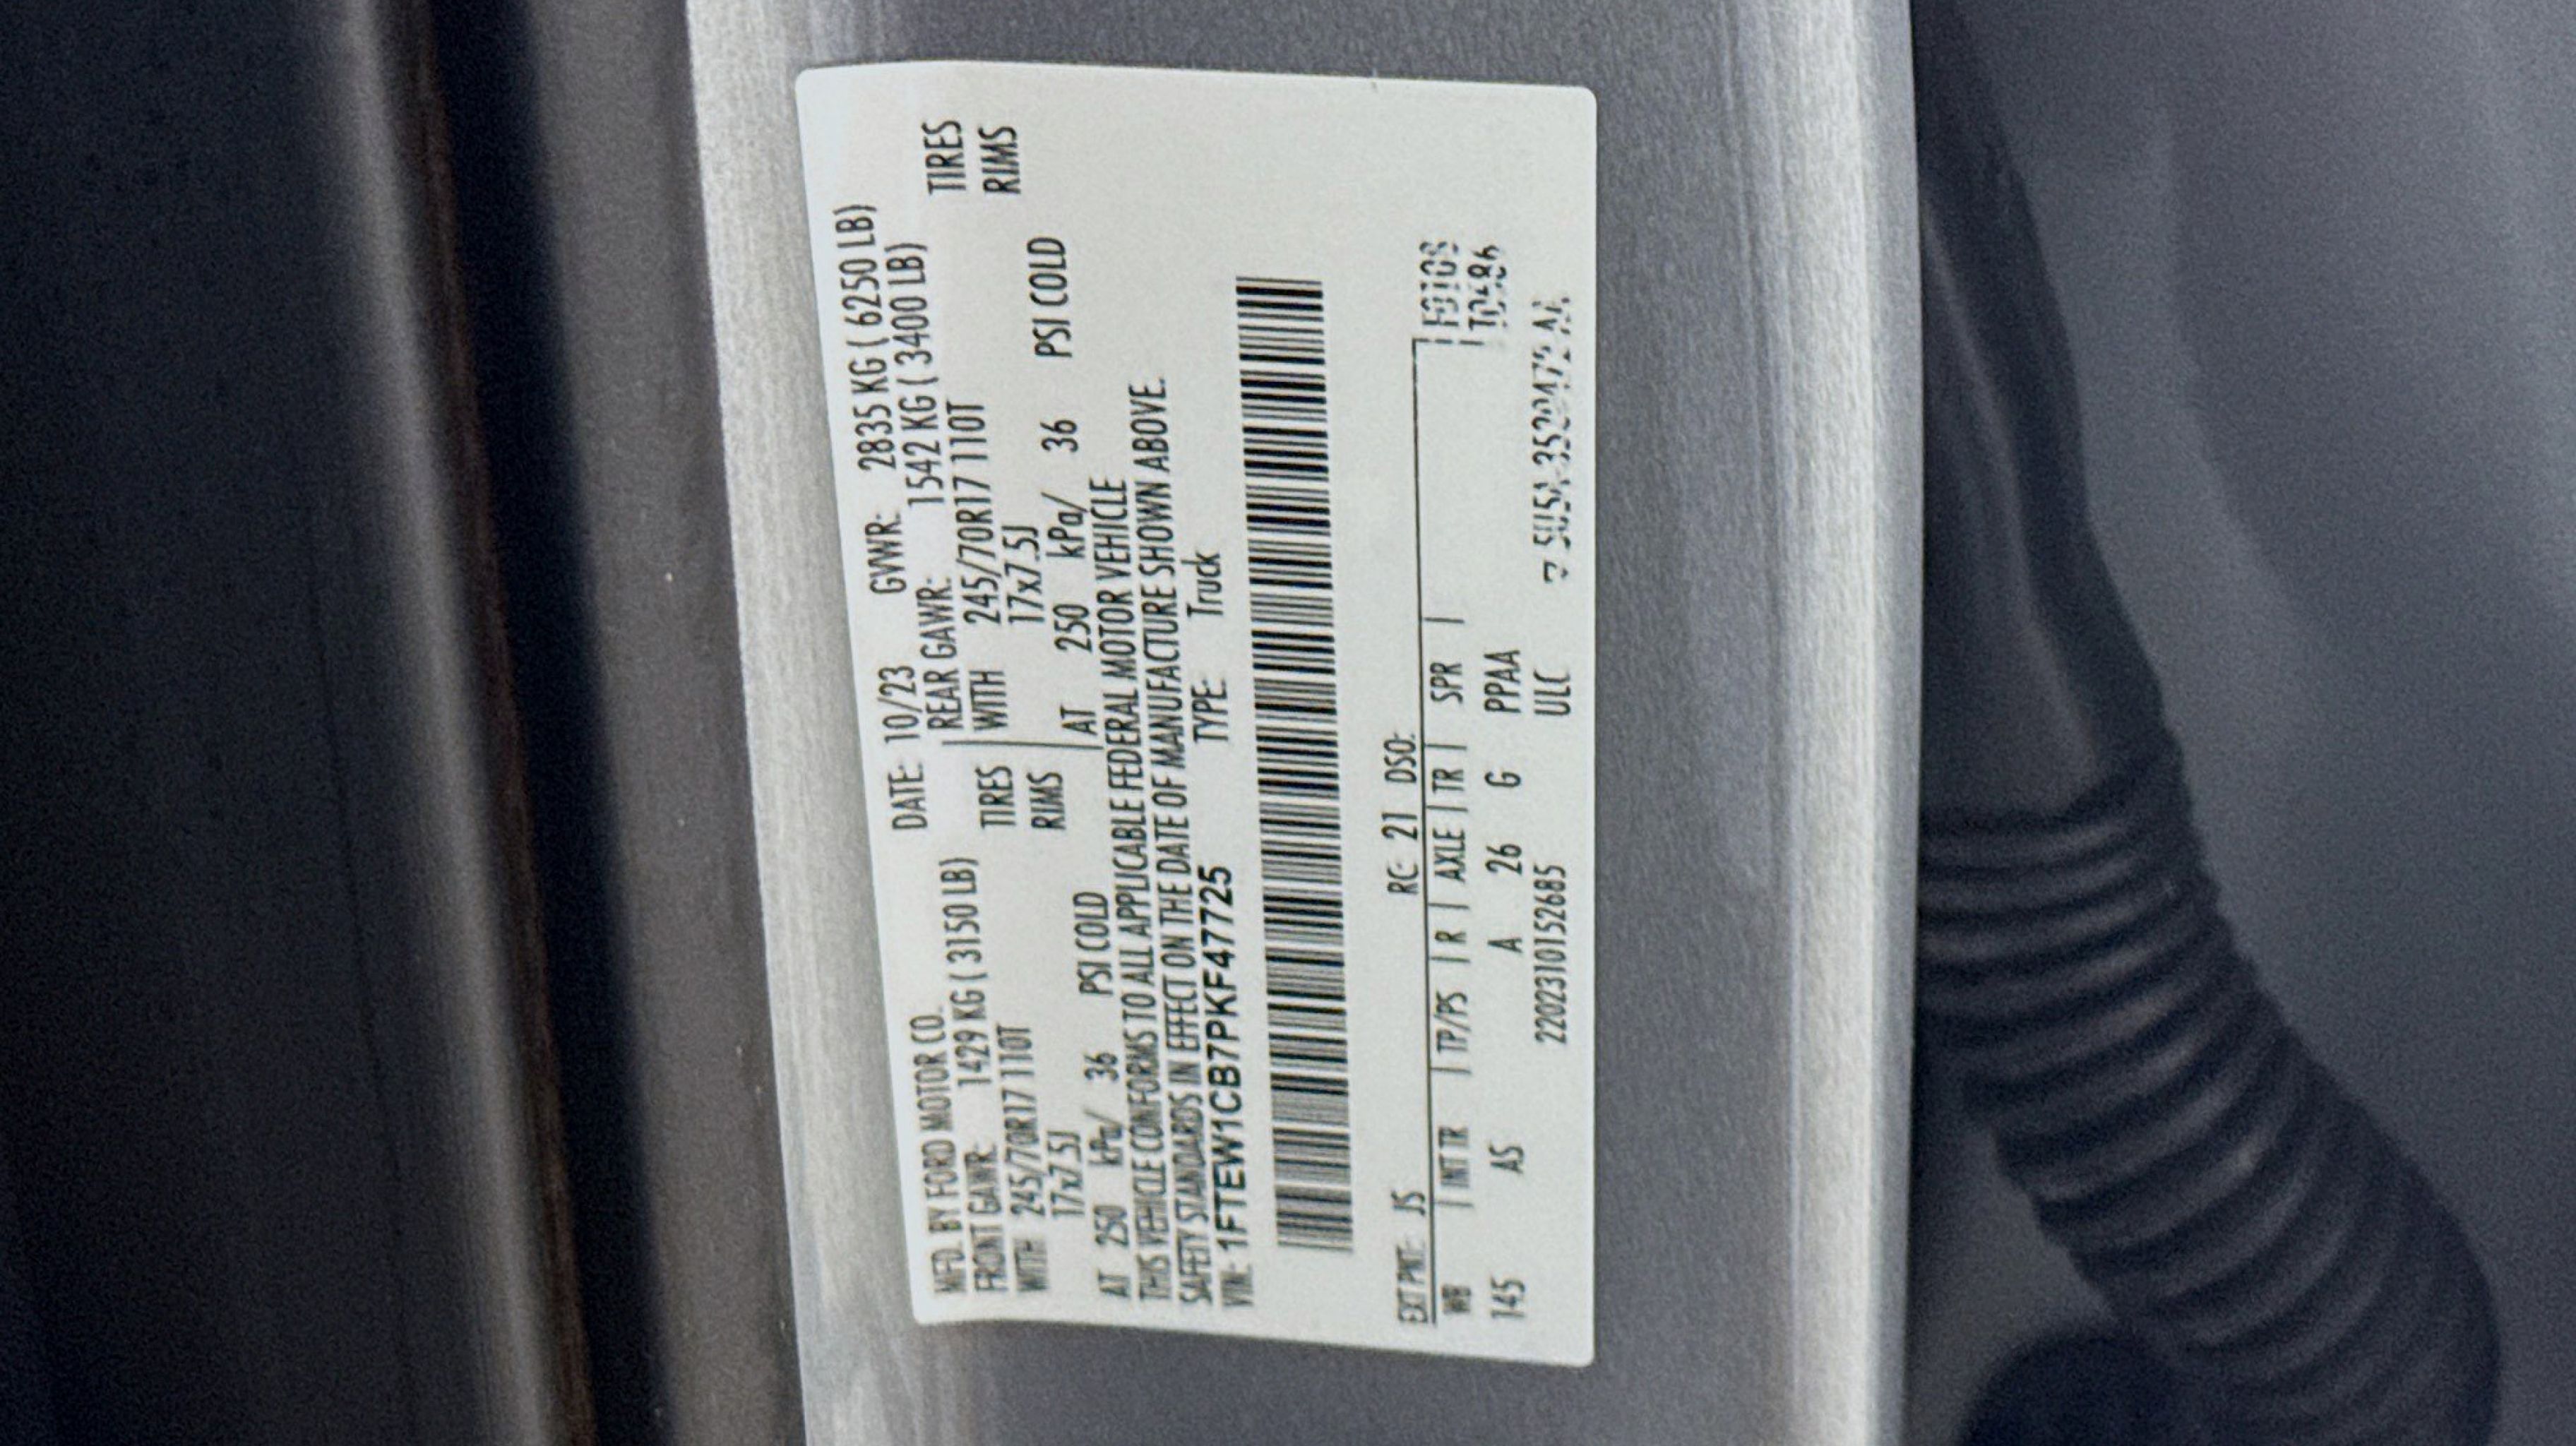 MFD. BY FORD MOTOR CO. DATE: 10/23 GVWR: 2835 KG ( 6250 LB)
FRONT GAWR: 1429 KG ( 3150 LB) REAR GAWR: 1542 KG ( 3400 LB)
WITH 245/70R17 110T TIRES WITH 245/70R17 110T TIRES
17x7.5J RIMS 17x7.5J RIMS
AT 250 kPa/ 36 PSI COLD AT 250 kPa/ 36 PSI COLD
THIS VEHICLE CONFORMS TO ALL APPLICABLE FEDERAL MOTOR VEHICLE
SAFETY STANDARDS IN EFFECT ON THE DATE OF MANUFACTURE SHOWN ABOVE.
VIN: 1FTEW1CB7PKF47725 TYPE: Truck
EXT PNT: JS RC: 21 DSO:
WB | INT TR | TP/PS | R | AXLE | TR | SPR |
145 AS A 26 G PPAA
2202310152685 ULC